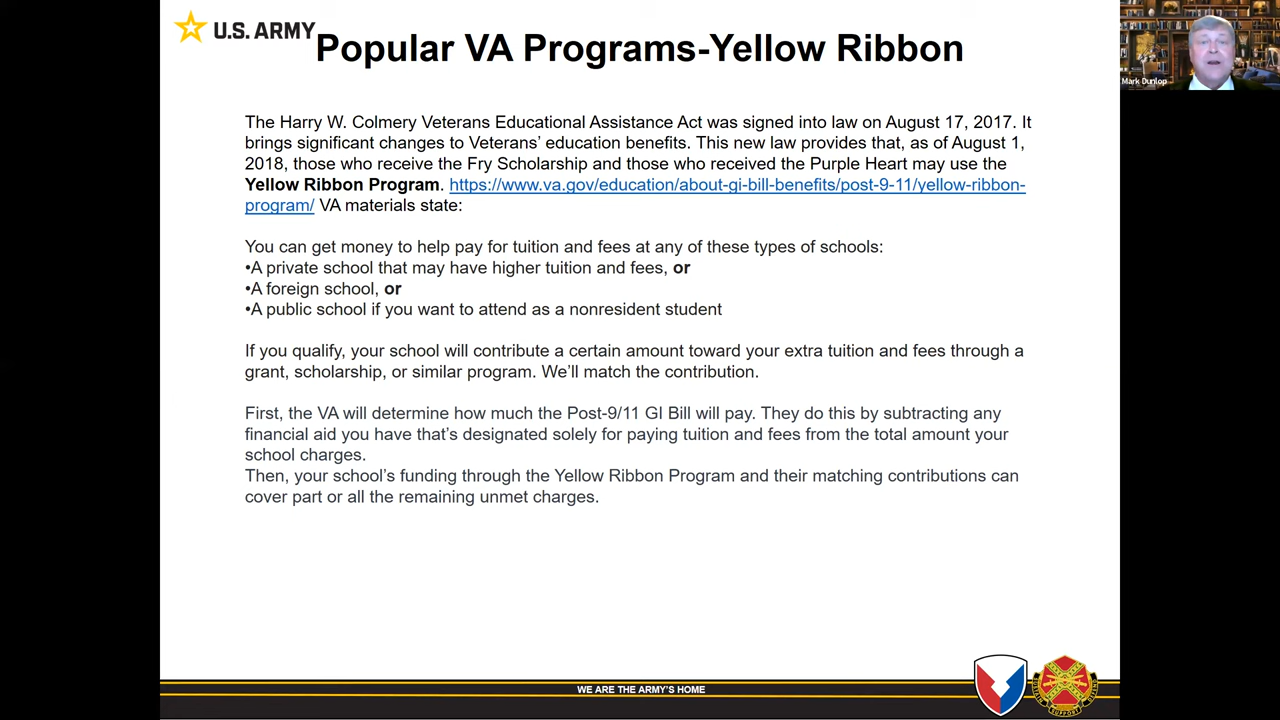 U.S. ARMY
Popular VA Programs-Yellow Ribbon
Mark Dunlop
The Harry W. Colmery Veterans Educational Assistance Act was signed into law on August 17, 2017. It
brings significant changes to Veterans’ education benefits. This new law provides that, as of August 1,
2018, those who receive the Fry Scholarship and those who received the Purple Heart may use the
Yellow Ribbon Program. https://www.va.gov/education/about-gi-bill-benefits/post-9-11/yellow-ribbon-
program/ VA materials state:
You can get money to help pay for tuition and fees at any of these types of schools:
•A private school that may have higher tuition and fees, or
•A foreign school, or
•A public school if you want to attend as a nonresident student
If you qualify, your school will contribute a certain amount toward your extra tuition and fees through a
grant, scholarship, or similar program. We’ll match the contribution.
First, the VA will determine how much the Post-9/11 GI Bill will pay. They do this by subtracting any
financial aid you have that’s designated solely for paying tuition and fees from the total amount your
school charges.
Then, your school’s funding through the Yellow Ribbon Program and their matching contributions can
cover part or all the remaining unmet charges.
WE ARE THE ARMY’S HOME